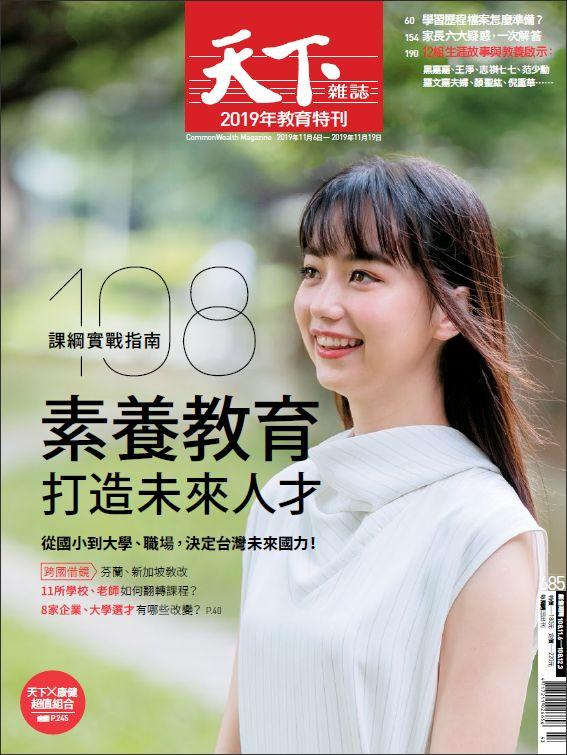 60 學習歷程檔案怎麼準備？
154 家長六大疑惑，一次解答
190 12組生涯故事與教養啟示：
黑嘉嘉、王淨、志祺七七、范少勳
羅文嘉夫婦、顏聖紘、倪重華……
天下
雜誌
2019年教育特刊
CommonWealth Magazine 2019年11月6日— 2019年11月19日
108
課綱實戰指南
素養教育
打造未來人才
從國小到大學、職場，決定台灣未來國力！
跨國借鏡 芬蘭、新加坡教改
11所學校、老師如何翻轉課程？
8家企業、大學選才有哪些改變？ P.40
天下×康健
超值組合
P.245
685